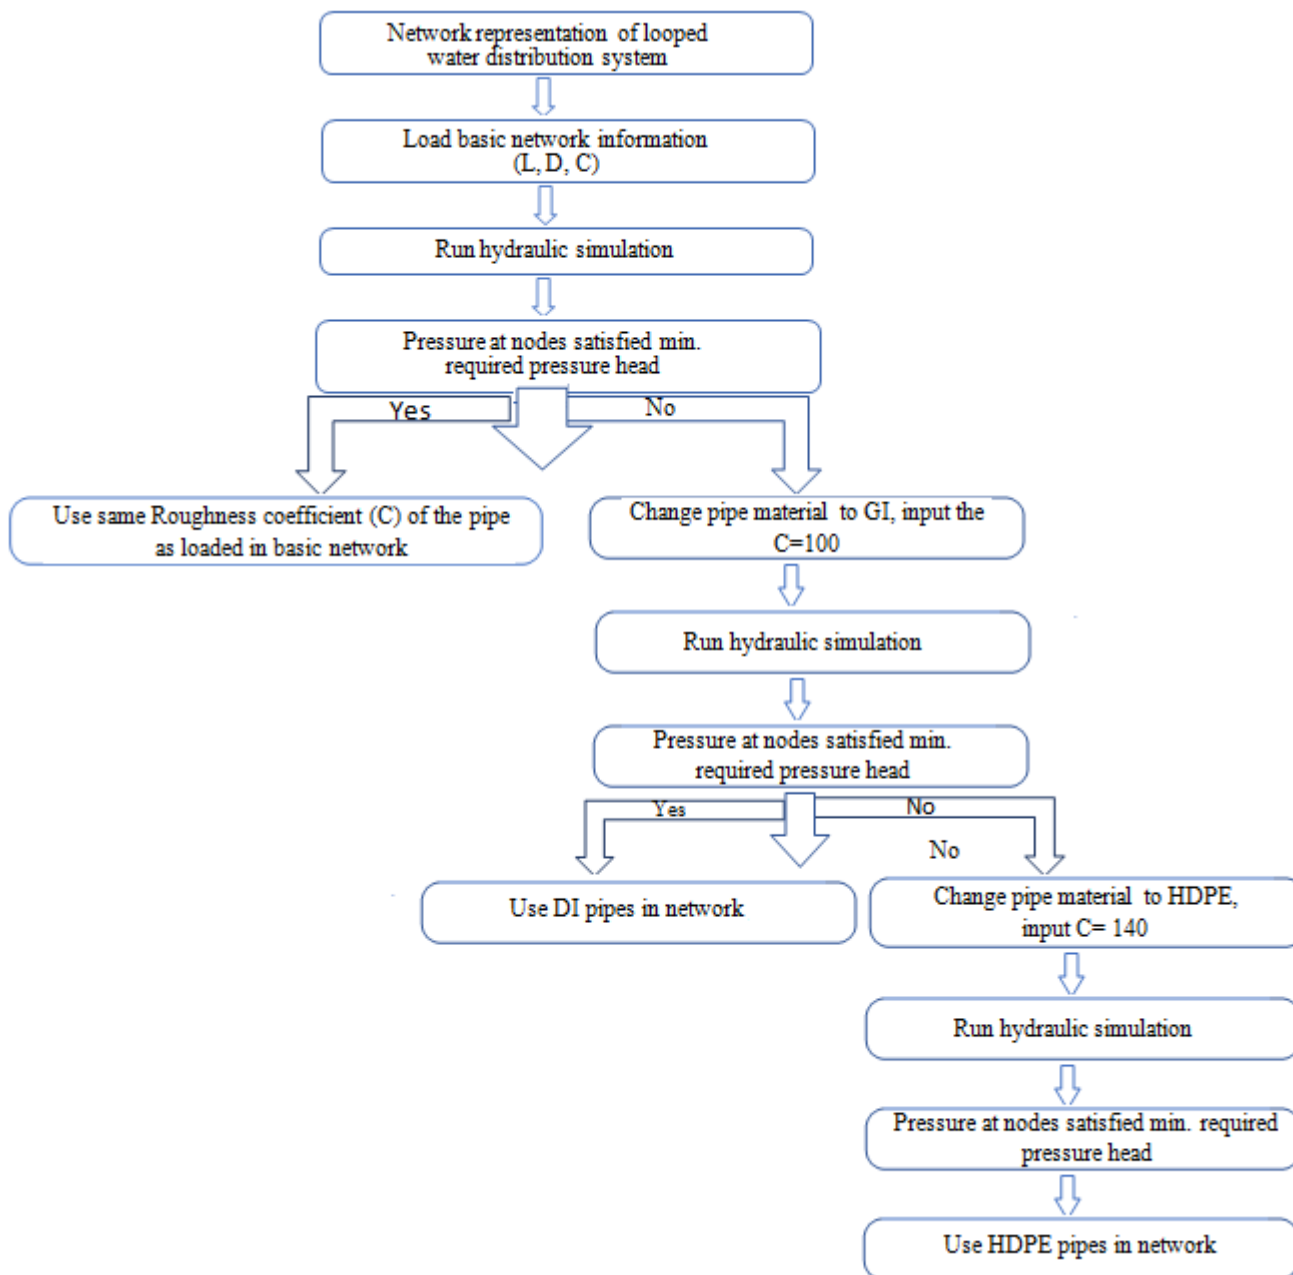 Network representation of looped
water distribution system
Load basic network information
(L, D, C)
Run hydraulic simulation
Pressure at nodes satisfied min.
required pressure head
Yes
No
Use same Roughness coefficient (C) of the pipe
as loaded in basic network
Change pipe material to GI, input the
C=100
Run hydraulic simulation
Pressure at nodes satisfied min.
required pressure head
Yes
No
No
Use DI pipes in network
Change pipe material to HDPE,
input C= 140
Run hydraulic simulation
Pressure at nodes satisfied min. required
pressure head
Use HDPE pipes in network